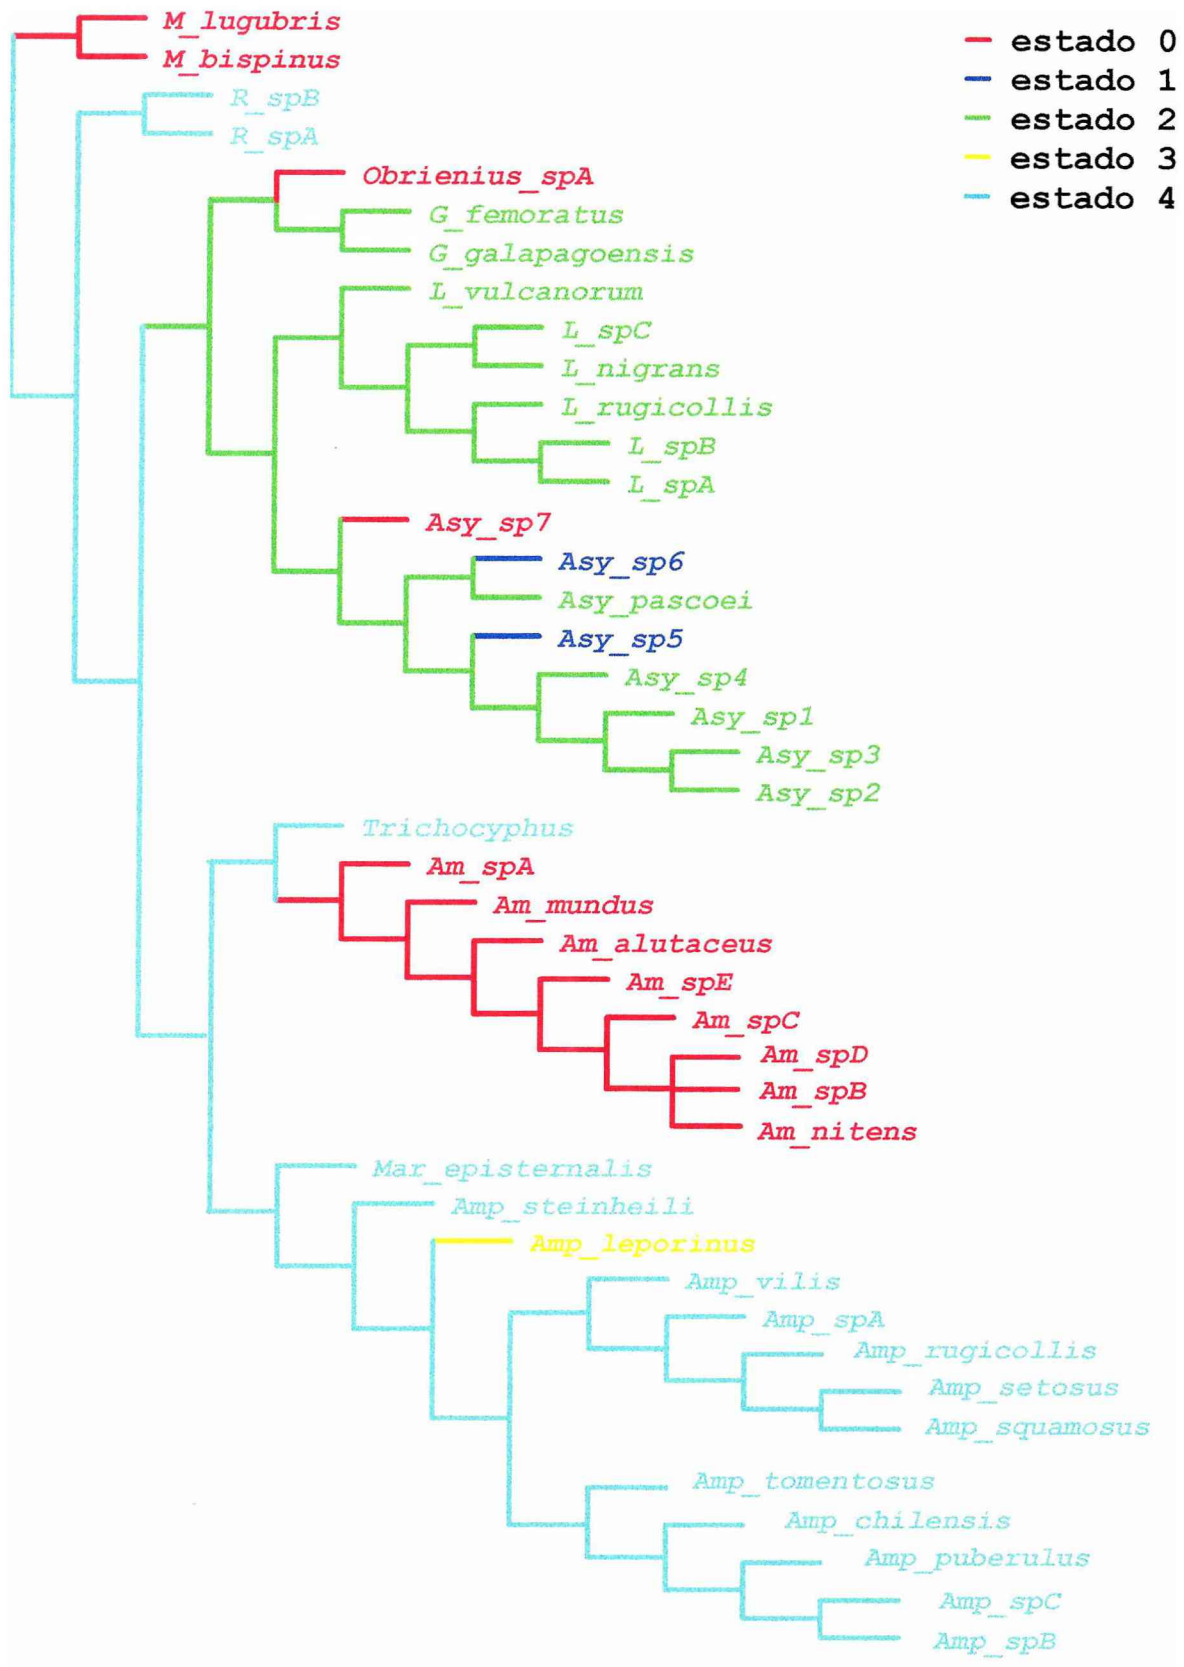 M_lugubris
M_bispinus
R_spB
R_spA
Obrienius_spA
G_femoratus
G_galapagoensis
L_vulcanorum
L_spC
L_nigrans
L_rugicollis
L_spB
L_spA
Asy_sp7
Asy_sp6
Asy_pascoei
Asy_sp5
Asy_sp4
Asy_sp1
Asy_sp3
Asy_sp2
Trichocyphus
Am_spA
Am_mundus
Am_alutaceus
Am_spE
Am_spC
Am_spD
Am_spB
Am_nitens
Mar_episternalis
Amp_steinheili
Amp_leporinus
Amp_vilis
Amp_spA
Amp_rugicollis
Amp_setosus
Amp_squamosus
Amp_tomentosus
Amp_chilensis
Amp_puberulus
Amp_spC
Amp_spB
estado 0
estado 1
estado 2
estado 3
estado 4